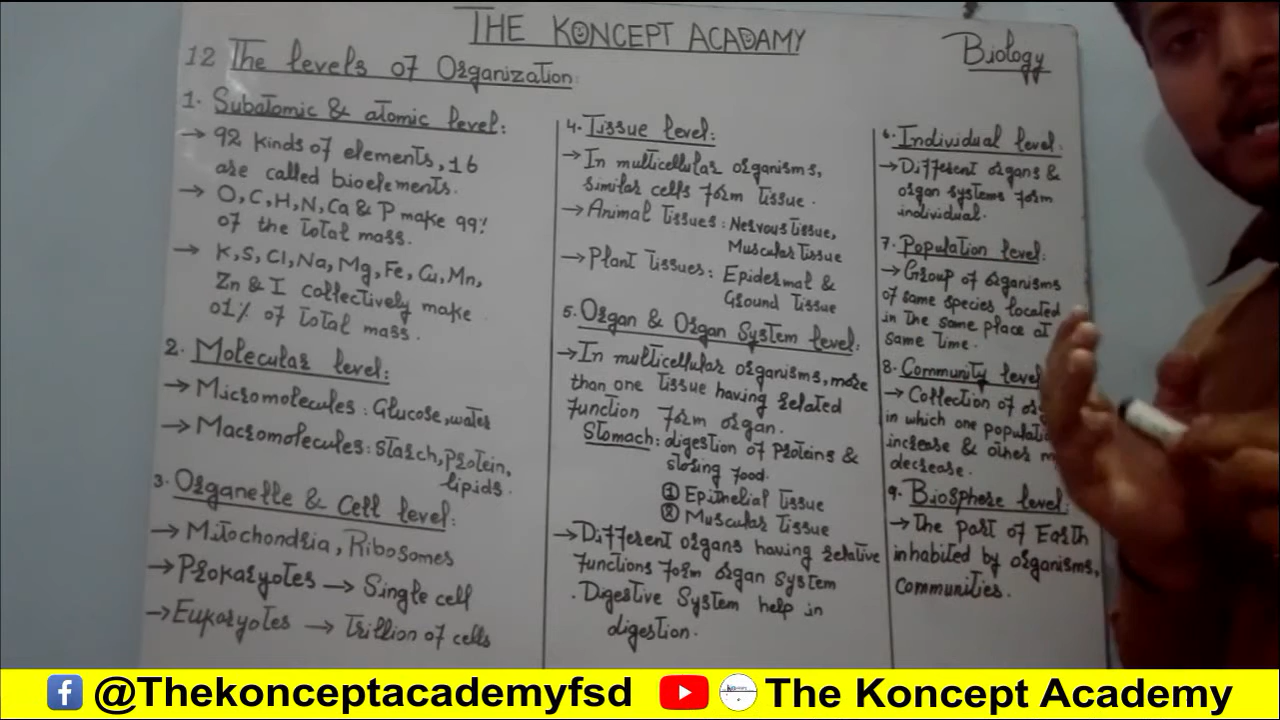 THE KONCEPT ACADAMY
Biology
12 The levels of Organization:
1. Subatomic & atomic level:
→ 92 kinds of elements, 16
are called bioelements.
→ O, C, H, N, Ca & P make 99%
of the total mass.
→ K, S, Cl, Na, Mg, Fe, Cu, Mn,
Zn & I collectively make
01% of total mass.
2. Molecular level:
→ Micromolecules: Glucose, water
→ Macromolecules: starch, protein,
lipids.
3. Organelle & Cell level:
→ Mitochondria, Ribosomes
→ Prokaryotes → Single cell
→ Eukaryotes → Trillion of cells
4. Tissue level:
→ In multicellular organisms,
similar cells form tissue.
→ Animal tissues: Nervous tissue,
Muscular tissue
→ Plant tissues: Epidermal &
Ground tissue
5. Organ & Organ System level:
→ In multicellular organisms, more
than one tissue having related
function form organ.
Stomach: digestion of proteins &
storing food.
① Epithelial tissue
② Muscular tissue
→ Different organs having relative
functions form organ system
. Digestive System help in
digestion.
6. Individual level:
→ Different organs &
organ systems form
individual.
7. Population level:
→ Group of organisms
of same species located
in the same place at
same time.
8. Community level
→ Collection of
in which one
increase & other
decrease.
9. Biosphere level:
→ The part of Earth
inhabited by organisms,
communities.
@Thekonceptacademyfsd
The Koncept Academy